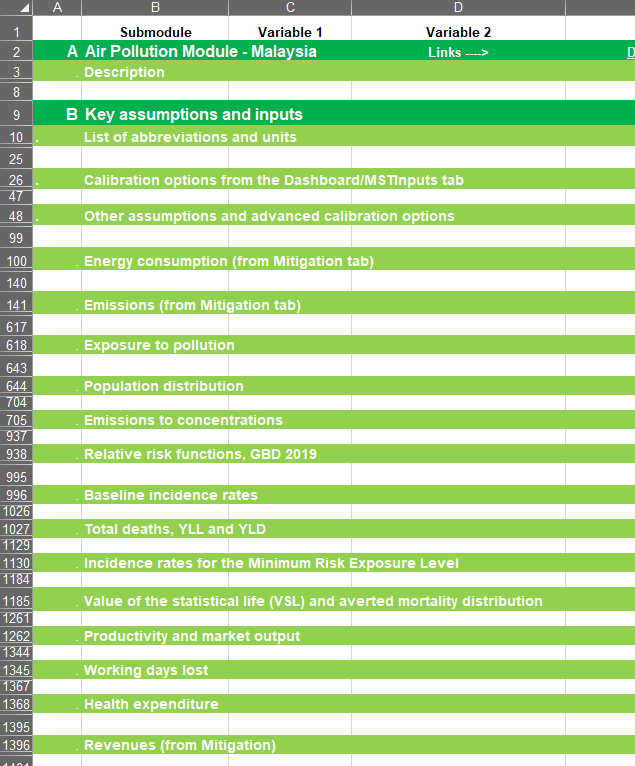 A B C D
1 Submodule Variable 1 Variable 2
2 A Air Pollution Module - Malaysia Links ---->
3 . Description
8
9 B Key assumptions and inputs
10 . List of abbreviations and units
25
26 . Calibration options from the Dashboard/MSTInputs tab
47
48 . Other assumptions and advanced calibration options
99
100 . Energy consumption (from Mitigation tab)
140
141 . Emissions (from Mitigation tab)
617
618 . Exposure to pollution
643
644 . Population distribution
704
705 . Emissions to concentrations
937
938 . Relative risk functions, GBD 2019
995
996 . Baseline incidence rates
1026
1027 . Total deaths, YLL and YLD
1129
1130 . Incidence rates for the Minimum Risk Exposure Level
1184
1185 . Value of the statistical life (VSL) and averted mortality distribution
1261
1262 . Productivity and market output
1344
1345 . Working days lost
1367
1368 . Health expenditure
1395
1396 . Revenues (from Mitigation)